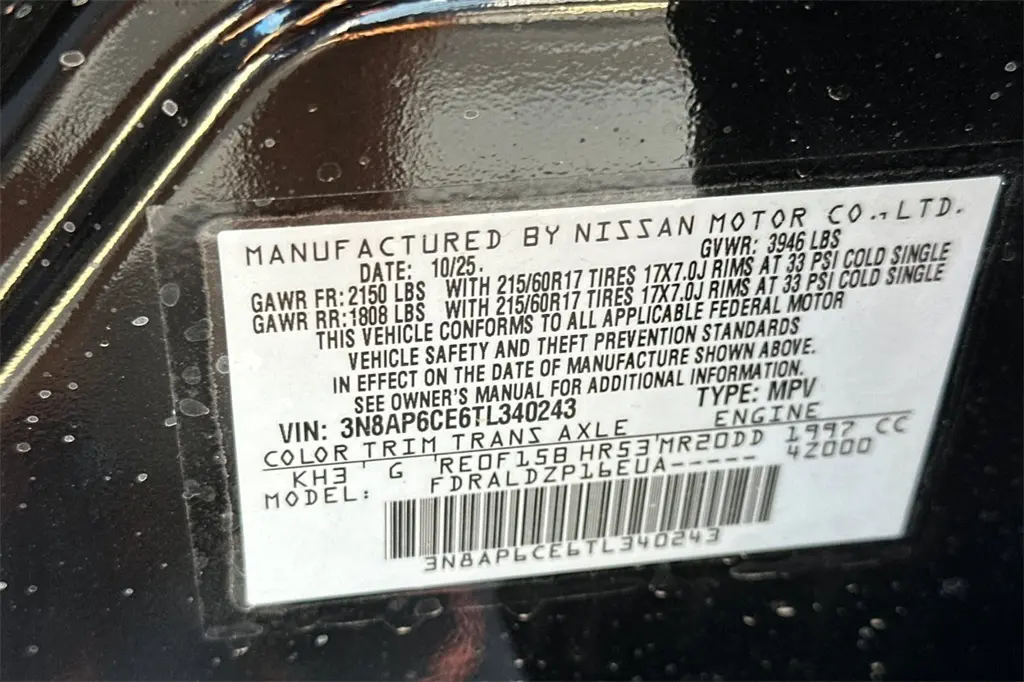 MANUFACTURED BY NISSAN MOTOR CO.,LTD.
DATE: 10/25. GVWR: 3946 LBS
GAWR FR: 2150 LBS WITH 215/60R17 TIRES 17X7.0J RIMS AT 33 PSI COLD SINGLE
GAWR RR: 1808 LBS WITH 215/60R17 TIRES 17X7.0J RIMS AT 33 PSI COLD SINGLE
THIS VEHICLE CONFORMS TO ALL APPLICABLE FEDERAL MOTOR
VEHICLE SAFETY AND THEFT PREVENTION STANDARDS
IN EFFECT ON THE DATE OF MANUFACTURE SHOWN ABOVE.
SEE OWNER'S MANUAL FOR ADDITIONAL INFORMATION.
VIN: 3N8AP6CE6TL340243 TYPE: MPV
COLOR TRIM TRANS AXLE ENGINE
KH3 G RE0F15B HR53 MR20DD 1997 CC
MODEL: FDRALDZP16EUA----- 4Z000
3N8AP6CE6TL340243